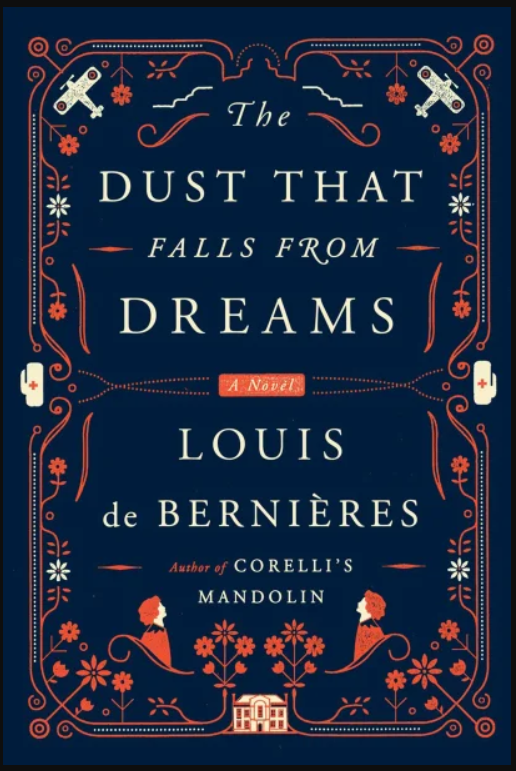 The
DUST THAT
FALLS FROM
DREAMS
A Novel
LOUIS
de BERNIÈRES
Author of CORELLI'S
MANDOLIN